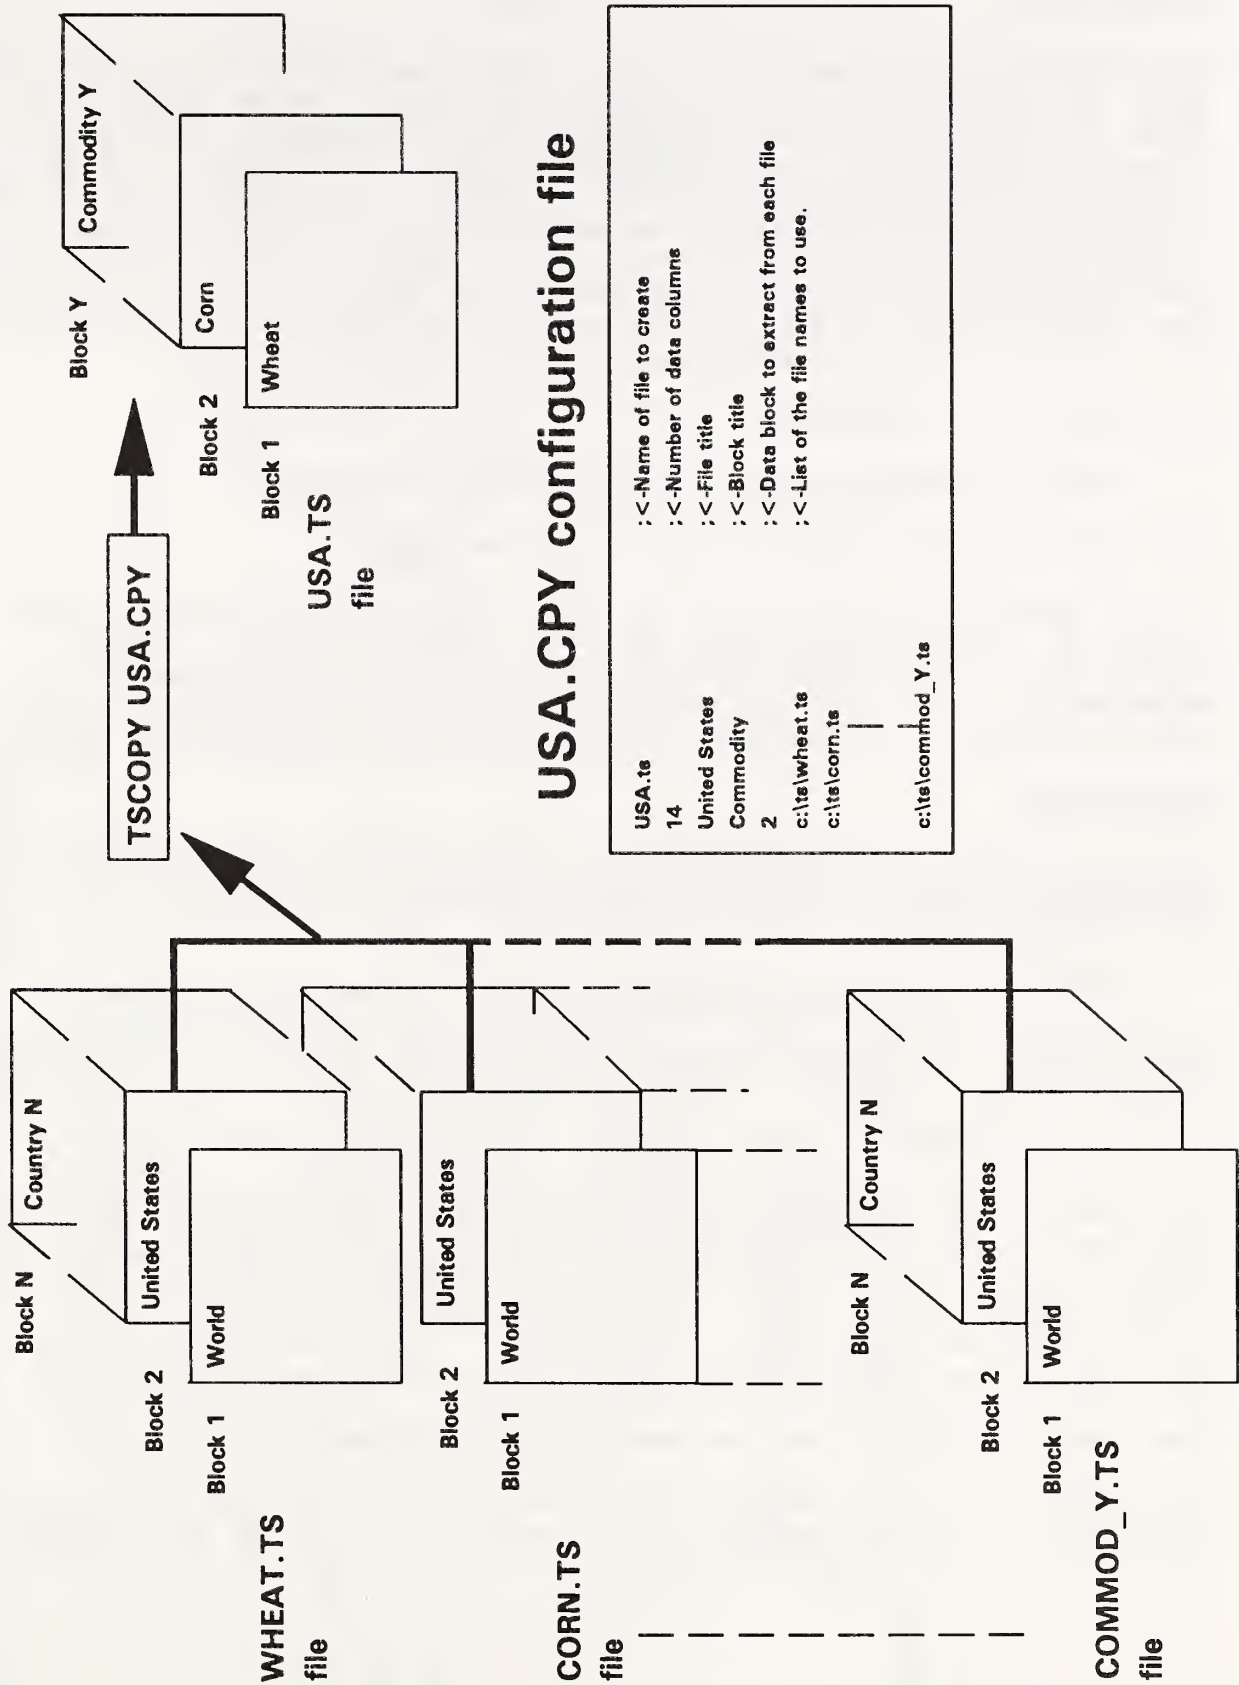 WHEAT.TS
file
Block N
Country N
Block 2
United States
Block 1
World
CORN.TS
file
Block 2
United States
Block 1
World
COMMOD_Y.TS
file
Block N
Country N
Block 2
United States
Block 1
World
TSCOPY USA.CPY
Block Y
Commodity Y
Block 2
Corn
Block 1
Wheat
USA.TS
file
USA.CPY configuration file
USA.ts ;<-Name of file to create
14 ;<-Number of data columns
United States ;<-File title
Commodity ;<-Block title
2 ;<-Data block to extract from each file
c:\ts\wheat.ts ;<-List of the file names to use.
c:\ts\corn.ts
c:\ts\commod_Y.ts